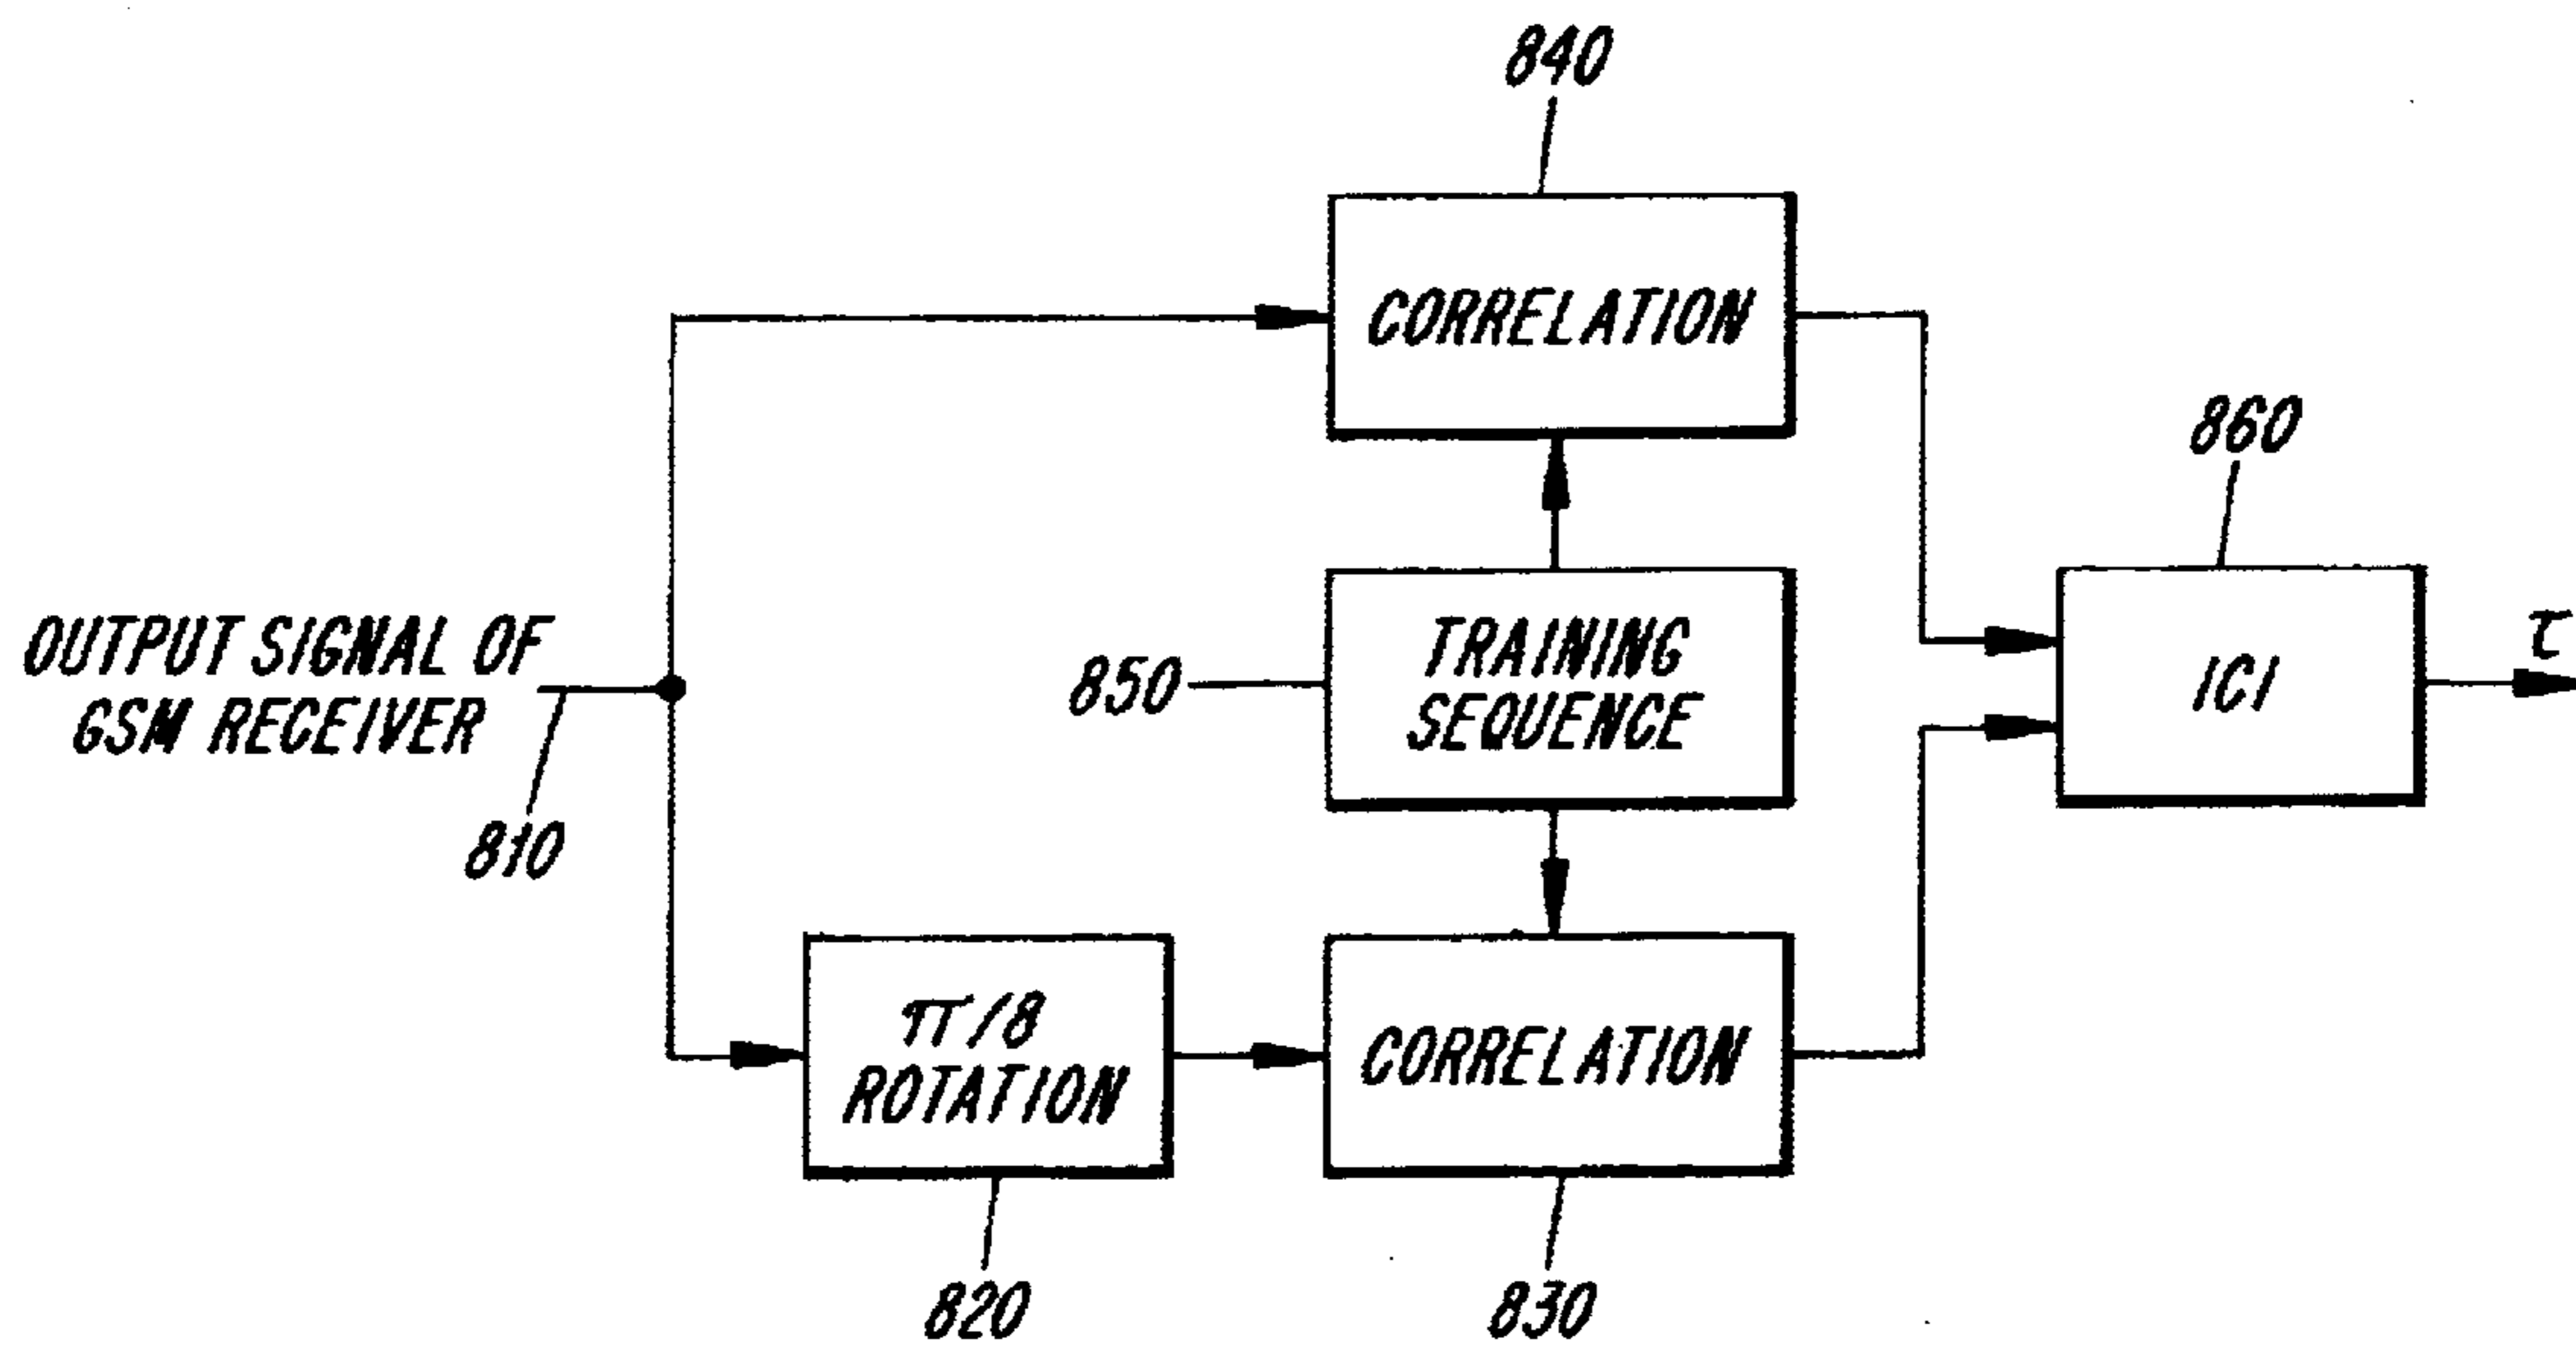 840
CORRELATION
860
OUTPUT SIGNAL OF
GSM RECEIVER
810
850
TRAINING
SEQUENCE
ICI
τ
π/8
ROTATION
CORRELATION
820
830